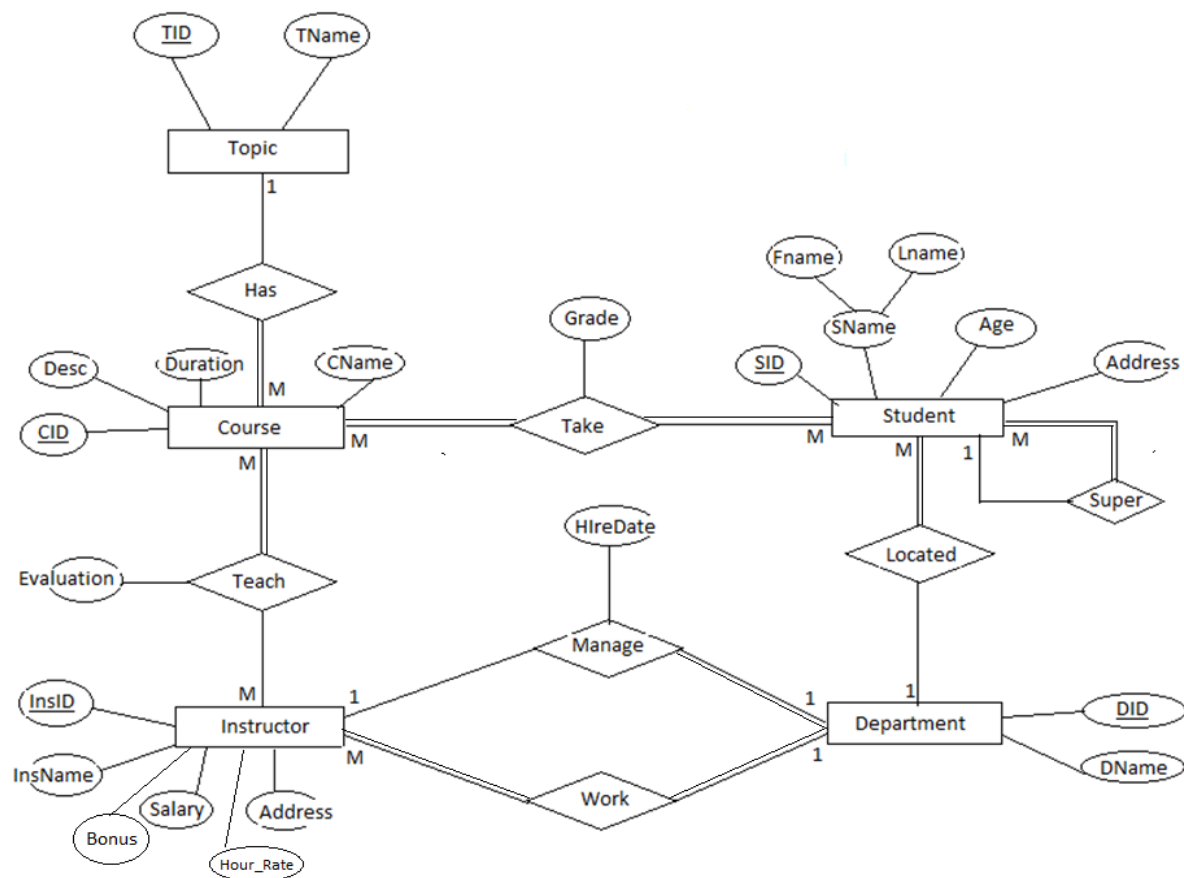 TID
TName
Topic
1
Has
Fname
Lname
Grade
SName
Age
Desc
Duration
CName
SID
Address
M
CID
Course
M
Take
M
Student
M
1
M
M
Super
HIreDate
Located
Evaluation
Teach
Manage
M
1
1
1
InsID
Instructor
Department
DID
M
1
InsName
DName
Salary
Address
Work
Bonus
Hour_Rate